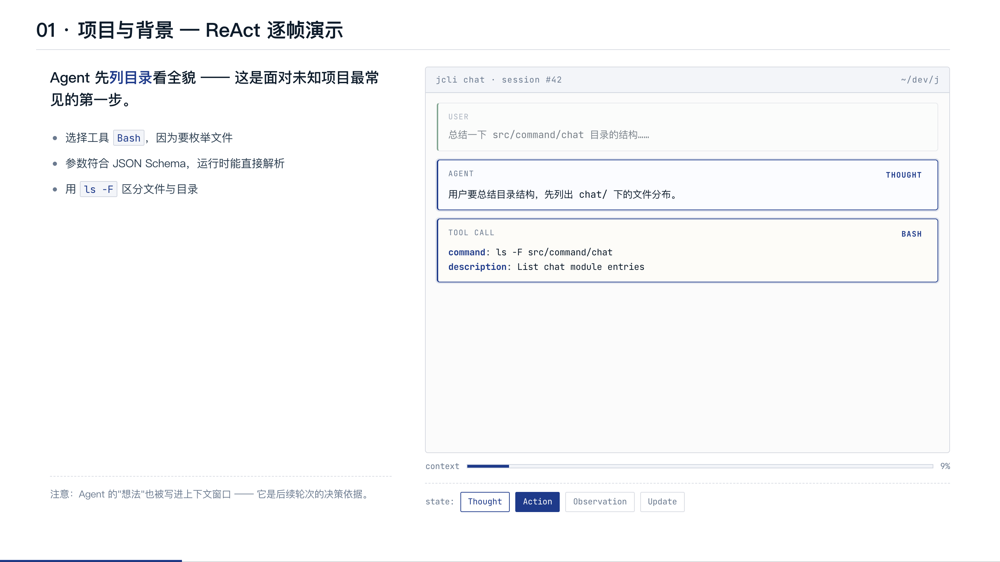 01 · 项目与背景 — ReAct 逐帧演示
Agent 先列目录看全貌 —— 这是面对未知项目最常
见的第一步。
选择工具 Bash，因为要枚举文件
参数符合 JSON Schema，运行时能直接解析
用 ls -F 区分文件与目录
注意：Agent 的"想法"也被写进上下文窗口 —— 它是后续轮次的决策依据。
jcli chat · session #42
~/dev/j
USER
总结一下 src/command/chat 目录的结构……
AGENT
THOUGHT
用户要总结目录结构，先列出 chat/ 下的文件分布。
TOOL CALL
BASH
command: ls -F src/command/chat
description: List chat module entries
context
9%
state: Thought Action Observation Update